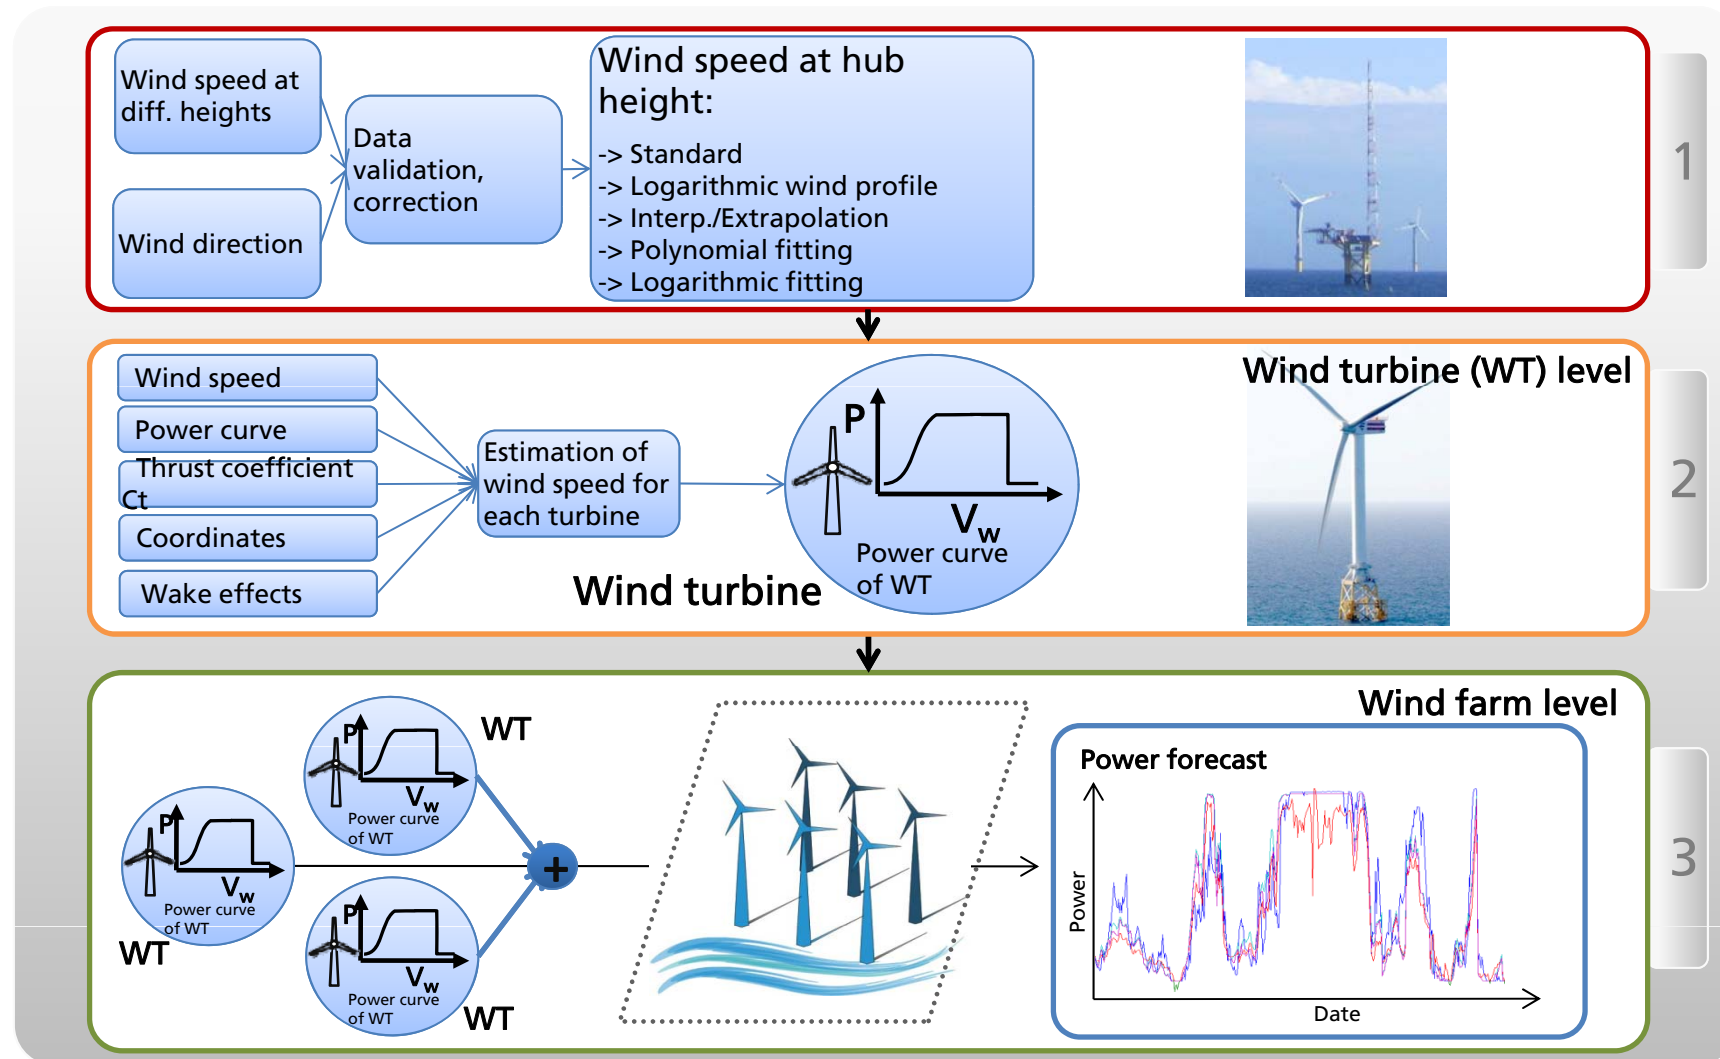 Wind speed at
diff. heights
Wind direction
Data
validation,
correction
Wind speed at hub
height:
-> Standard
-> Logarithmic wind profile
-> Interp./Extrapolation
-> Polynomial fitting
-> Logarithmic fitting
1
Wind turbine (WT) level
Wind speed
Power curve
Thrust coefficient
Ct
Coordinates
Wake effects
Estimation of
wind speed for
each turbine
P
Vw
Power curve
of WT
Wind turbine
2
Wind farm level
WT
P
Vw
Power curve
of WT
P
Vw
Power curve
of WT
WT
P
Vw
Power curve
of WT
WT
+
Power forecast
Power
Date
3